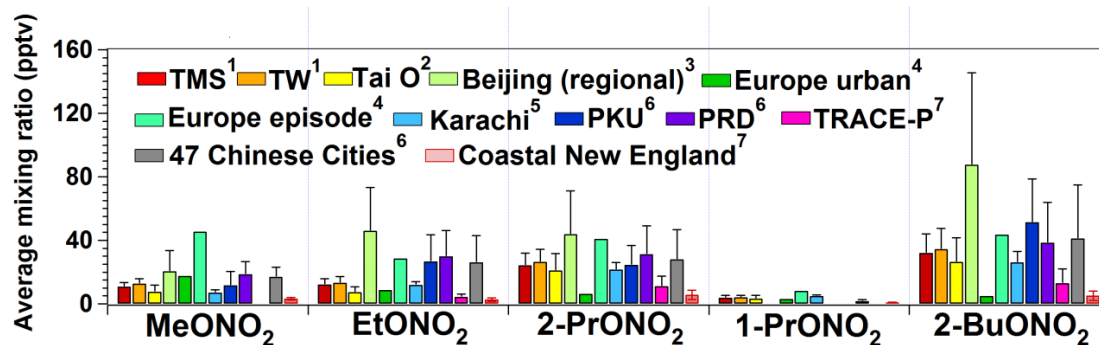 Average mixing ratio (pptv)
160
120
80
40
0
TMS¹ TW¹ Tai O² Beijing (regional)³ Europe urban⁴
Europe episode⁴ Karachi⁵ PKU⁶ PRD⁶ TRACE-P⁷
47 Chinese Cities⁶ Coastal New England⁷
MeONO₂ EtONO₂ 2-PrONO₂ 1-PrONO₂ 2-BuONO₂